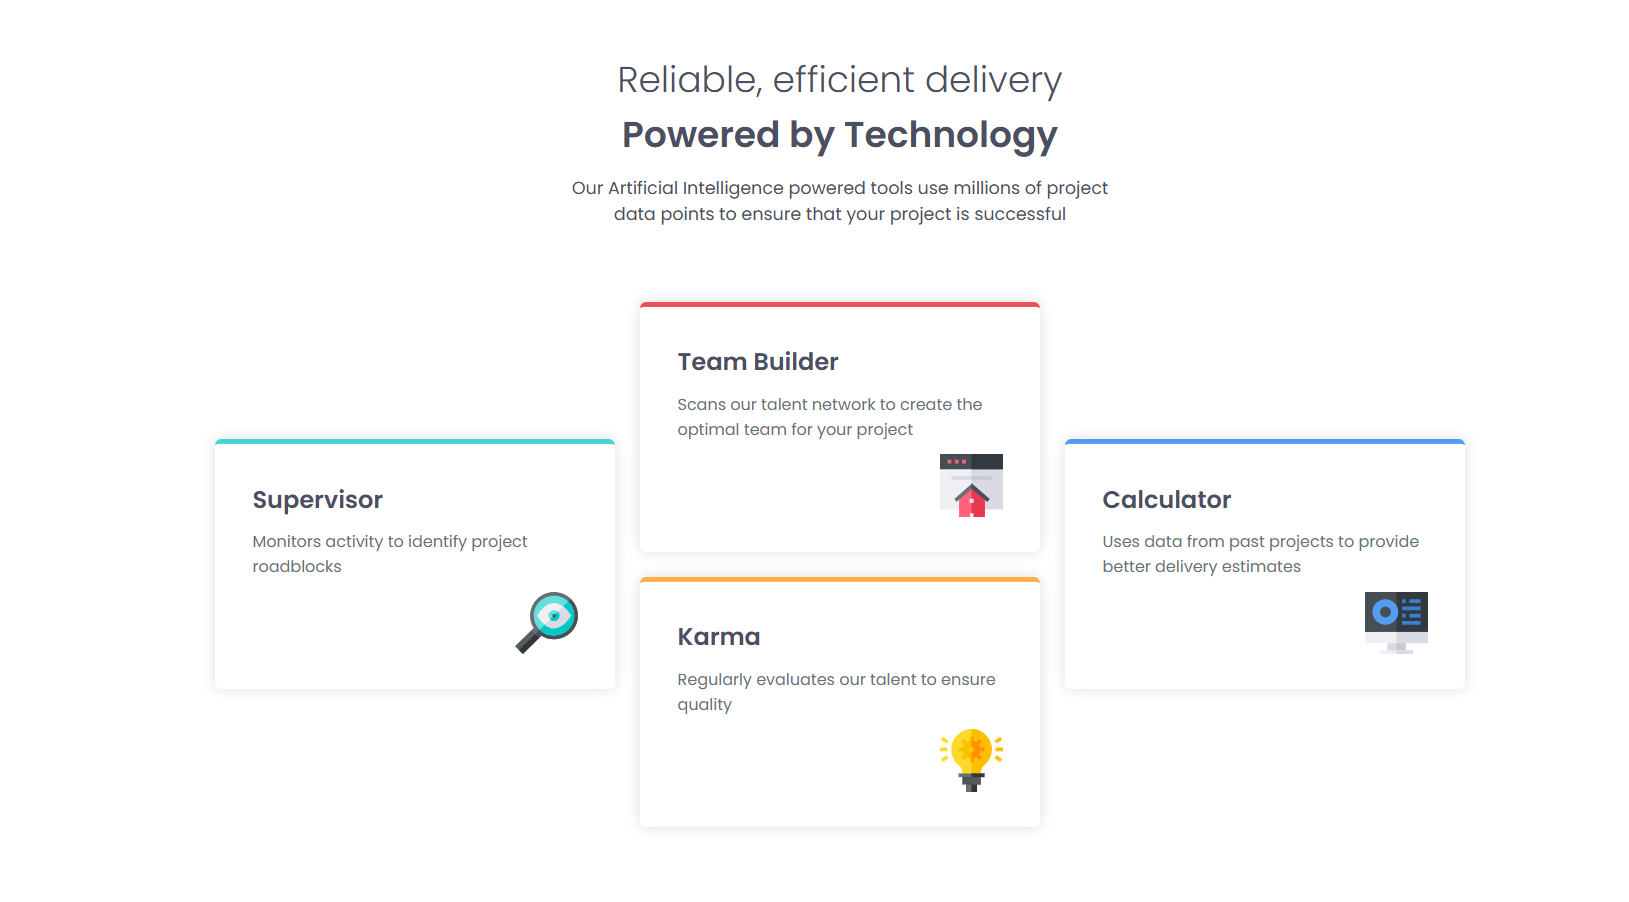 Reliable, efficient delivery
Powered by Technology
Our Artificial Intelligence powered tools use millions of project
data points to ensure that your project is successful
Supervisor
Monitors activity to identify project
roadblocks
Team Builder
Scans our talent network to create the
optimal team for your project
Karma
Regularly evaluates our talent to ensure
quality
Calculator
Uses data from past projects to provide
better delivery estimates